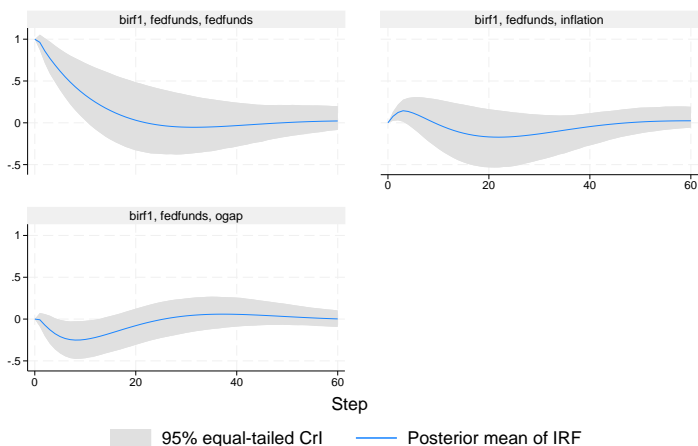 birf1, fedfunds, fedfunds
birf1, fedfunds, inflation
1
.5
0
-.5
0 20 40 60
birf1, fedfunds, ogap
1
.5
0
-.5
0 20 40 60
Step
95% equal-tailed CrI
Posterior mean of IRF